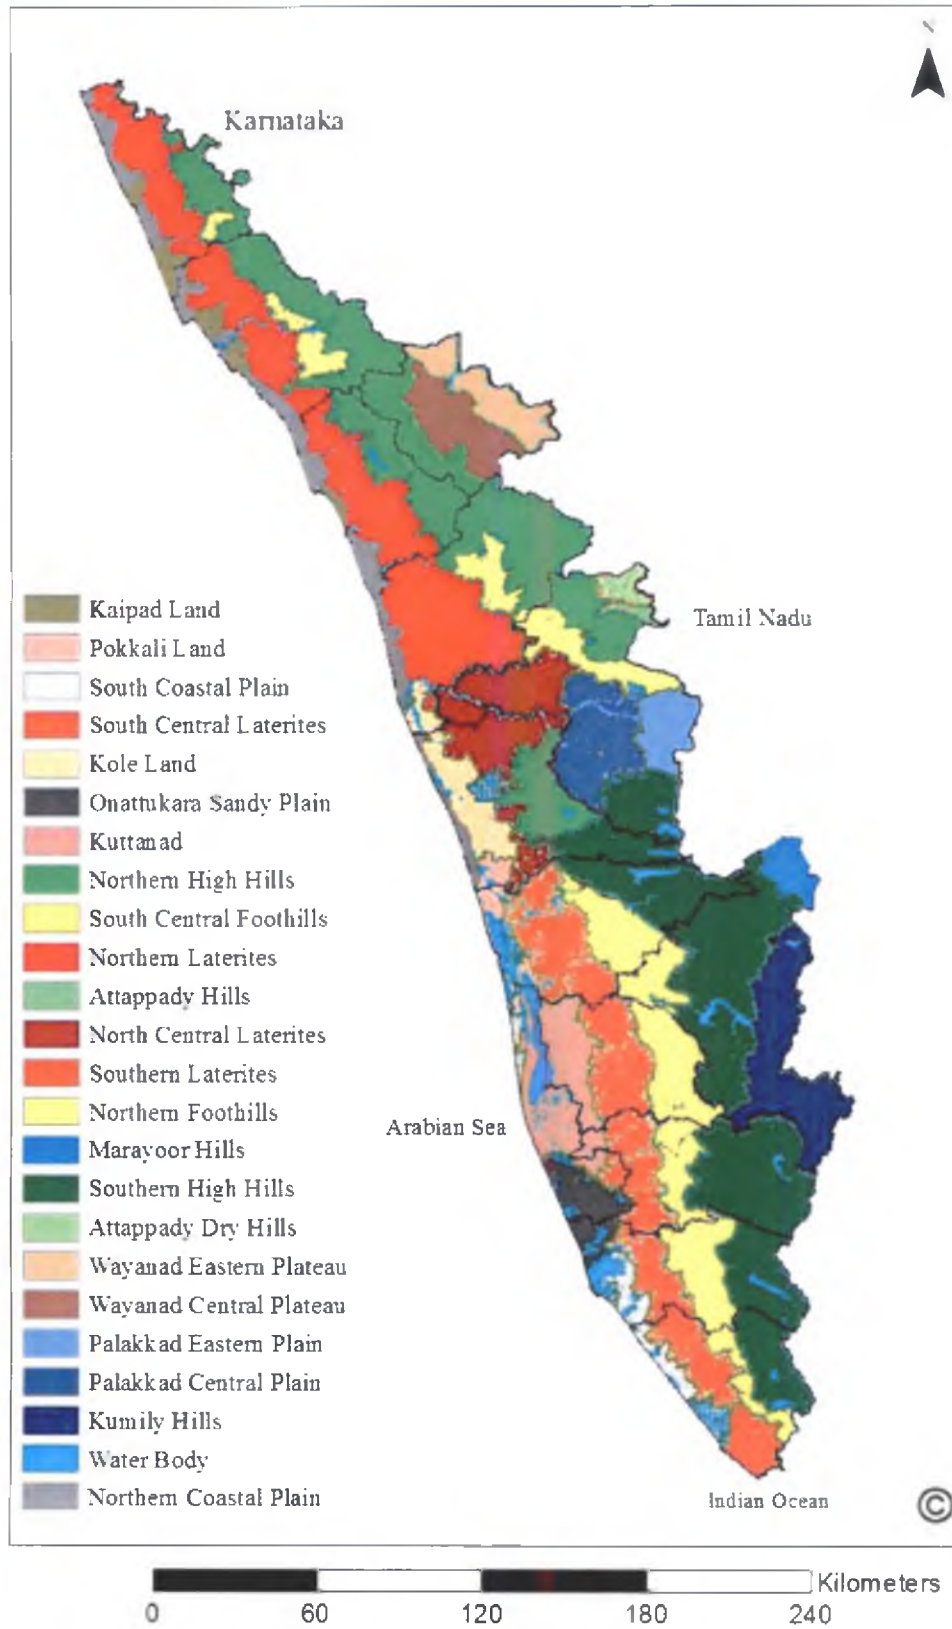 Karnataka
Kaipad Land
Pokkali Land
South Coastal Plain
South Central Laterites
Kole Land
Onattukara Sandy Plain
Kuttanad
Northern High Hills
South Central Foothills
Northern Laterites
Attappady Hills
North Central Laterites
Southern Laterites
Northern Foothills
Marayoor Hills
Southern High Hills
Attappady Dry Hills
Wayanad Eastern Plateau
Wayanad Central Plateau
Palakkad Eastern Plain
Palakkad Central Plain
Kumily Hills
Water Body
Northern Coastal Plain
Tamil Nadu
Arabian Sea
Indian Ocean
©
Kilometers
0 60 120 180 240